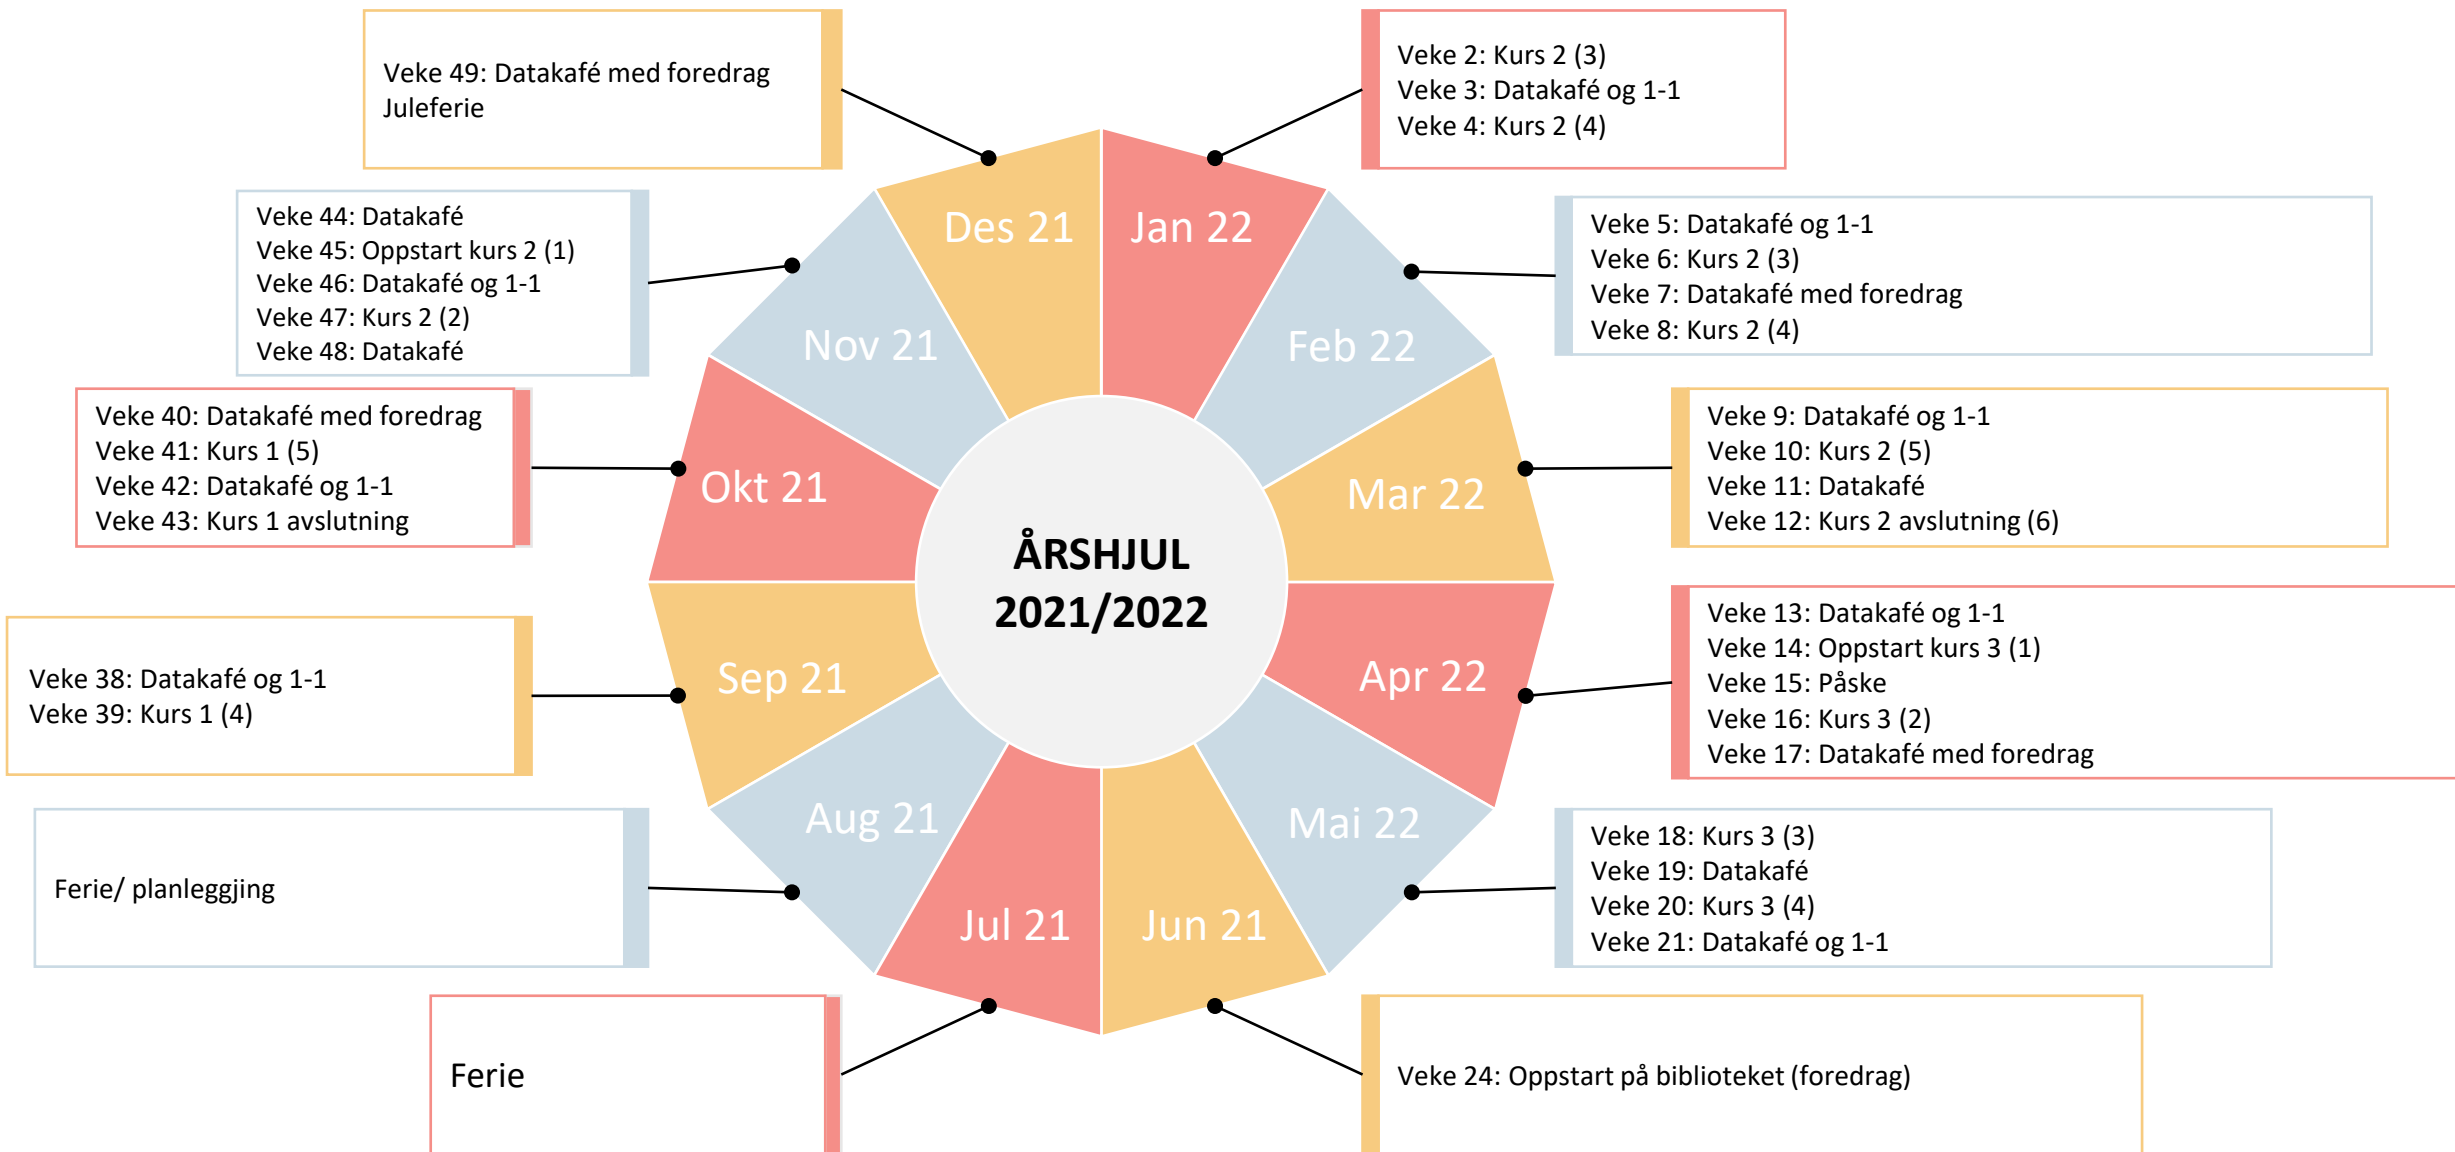 Veke 49: Datakafé med foredrag
Juleferie
Veke 2: Kurs 2 (3)
Veke 3: Datakafé og 1-1
Veke 4: Kurs 2 (4)
Veke 44: Datakafé
Veke 45: Oppstart kurs 2 (1)
Veke 46: Datakafé og 1-1
Veke 47: Kurs 2 (2)
Veke 48: Datakafé
Des 21
Jan 22
Veke 5: Datakafé og 1-1
Veke 6: Kurs 2 (3)
Veke 7: Datakafé med foredrag
Veke 8: Kurs 2 (4)
Nov 21
Feb 22
Veke 40: Datakafé med foredrag
Veke 41: Kurs 1 (5)
Veke 42: Datakafé og 1-1
Veke 43: Kurs 1 avslutning
Okt 21
Mar 22
Veke 9: Datakafé og 1-1
Veke 10: Kurs 2 (5)
Veke 11: Datakafé
Veke 12: Kurs 2 avslutning (6)
ÅRSHJUL
2021/2022
Veke 38: Datakafé og 1-1
Veke 39: Kurs 1 (4)
Sep 21
Apr 22
Veke 13: Datakafé og 1-1
Veke 14: Oppstart kurs 3 (1)
Veke 15: Påske
Veke 16: Kurs 3 (2)
Veke 17: Datakafé med foredrag
Ferie/ planleggjing
Aug 21
Mai 22
Veke 18: Kurs 3 (3)
Veke 19: Datakafé
Veke 20: Kurs 3 (4)
Veke 21: Datakafé og 1-1
Jul 21
Jun 21
Ferie
Veke 24: Oppstart på biblioteket (foredrag)